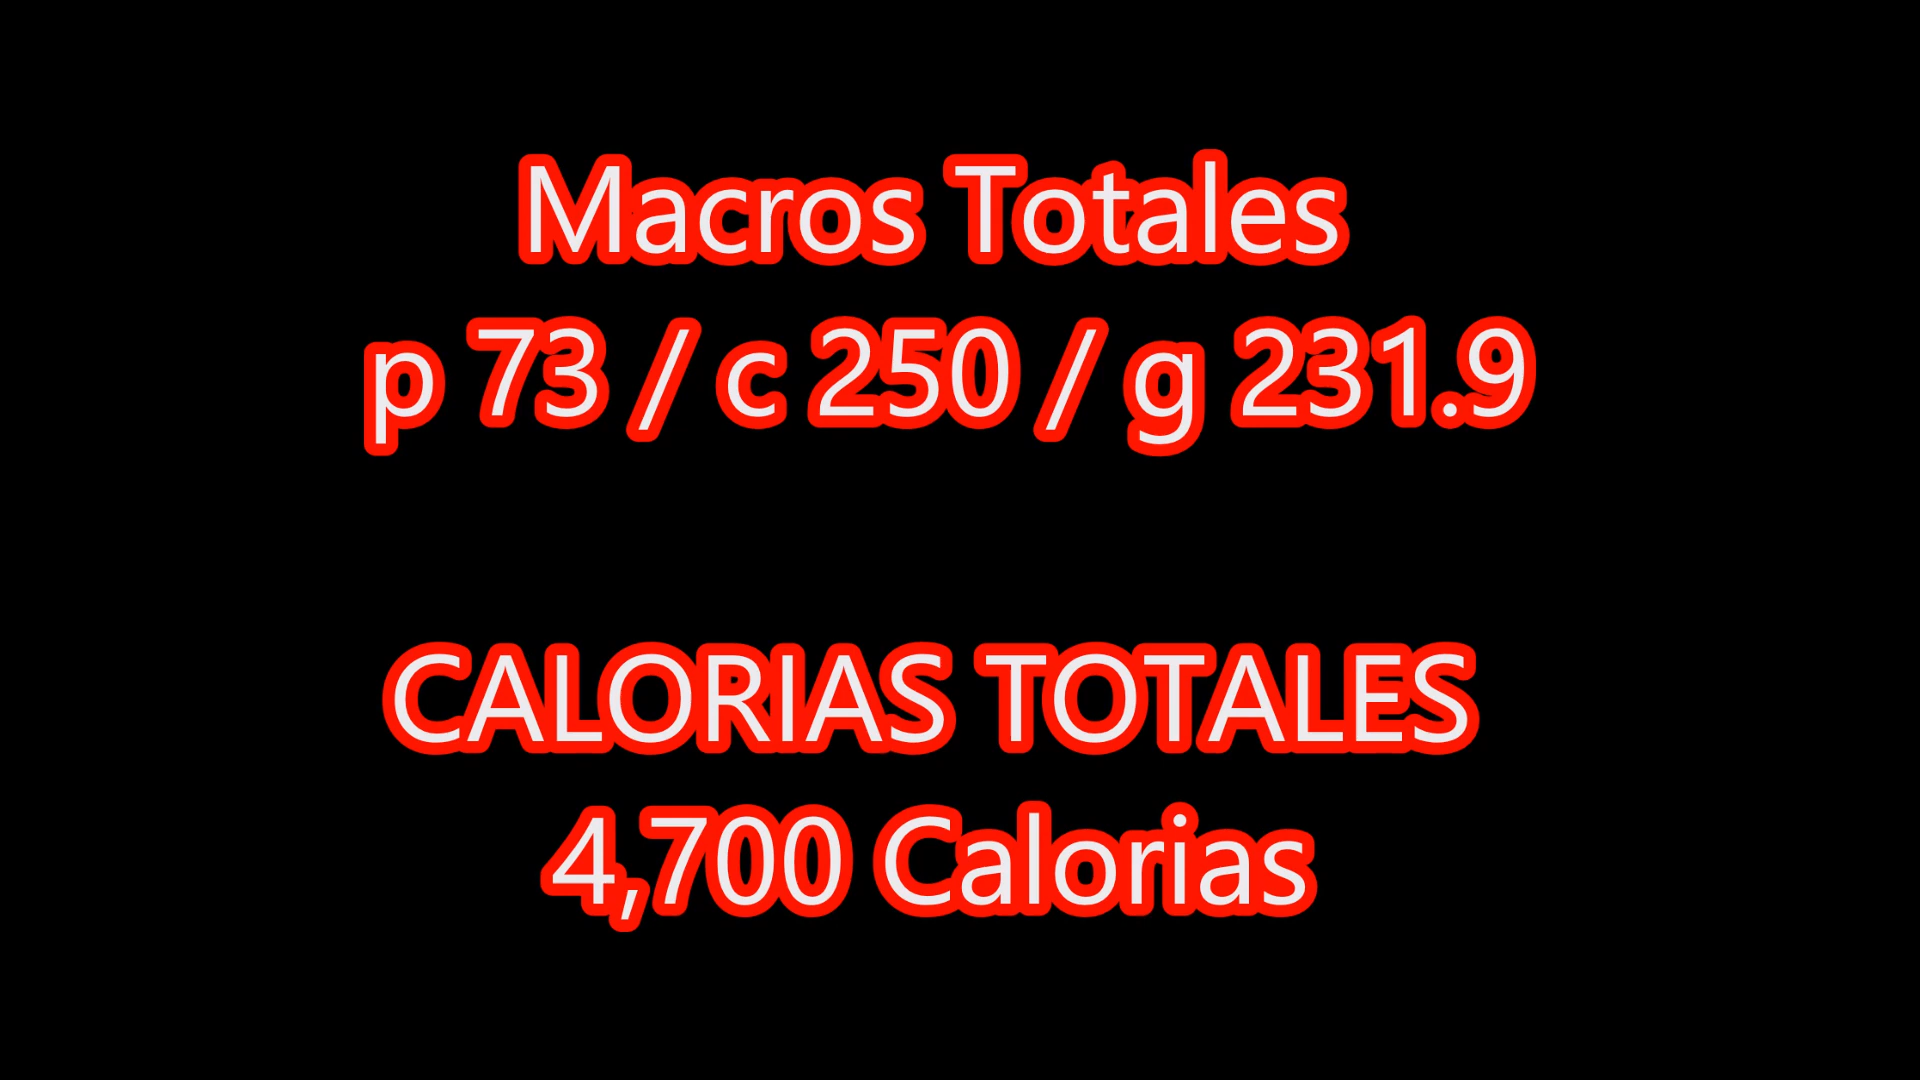 Macros Totales
p 73 / c 250 / g 231.9
CALORIAS TOTALES
4,700 Calorias